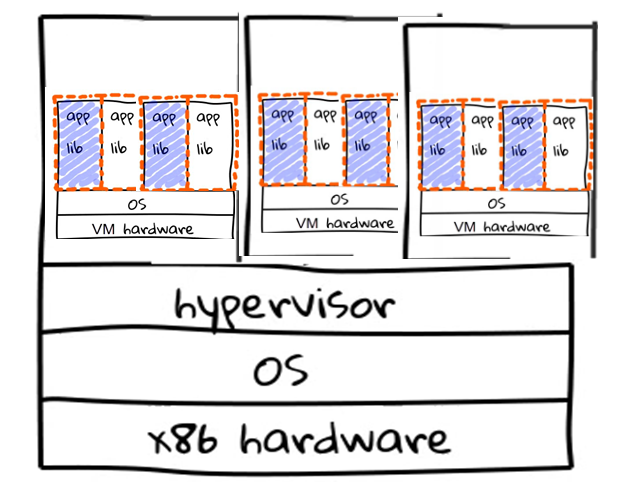 app app app app
lib lib lib lib
OS
VM hardware
app app app
lib lib lib
OS
VM hardware
app app app app
lib lib lib lib
OS
VM hardware
hypervisor
OS
x86 hardware